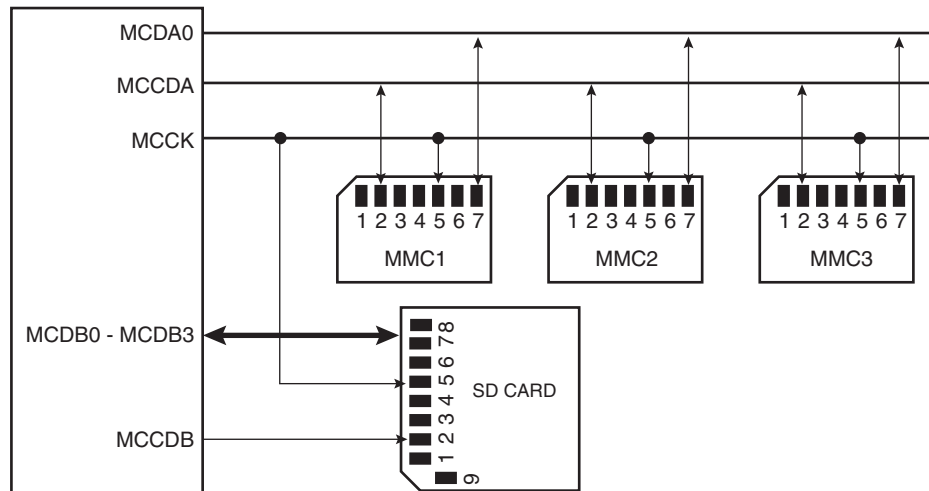 MCDA0
MCCDA
MCCK
1 2 3 4 5 6 7
MMC1
1 2 3 4 5 6 7
MMC2
1 2 3 4 5 6 7
MMC3
MCDB0 - MCDB3
MCCDB
1 2 3 4 5 6 7 8
9
SD CARD